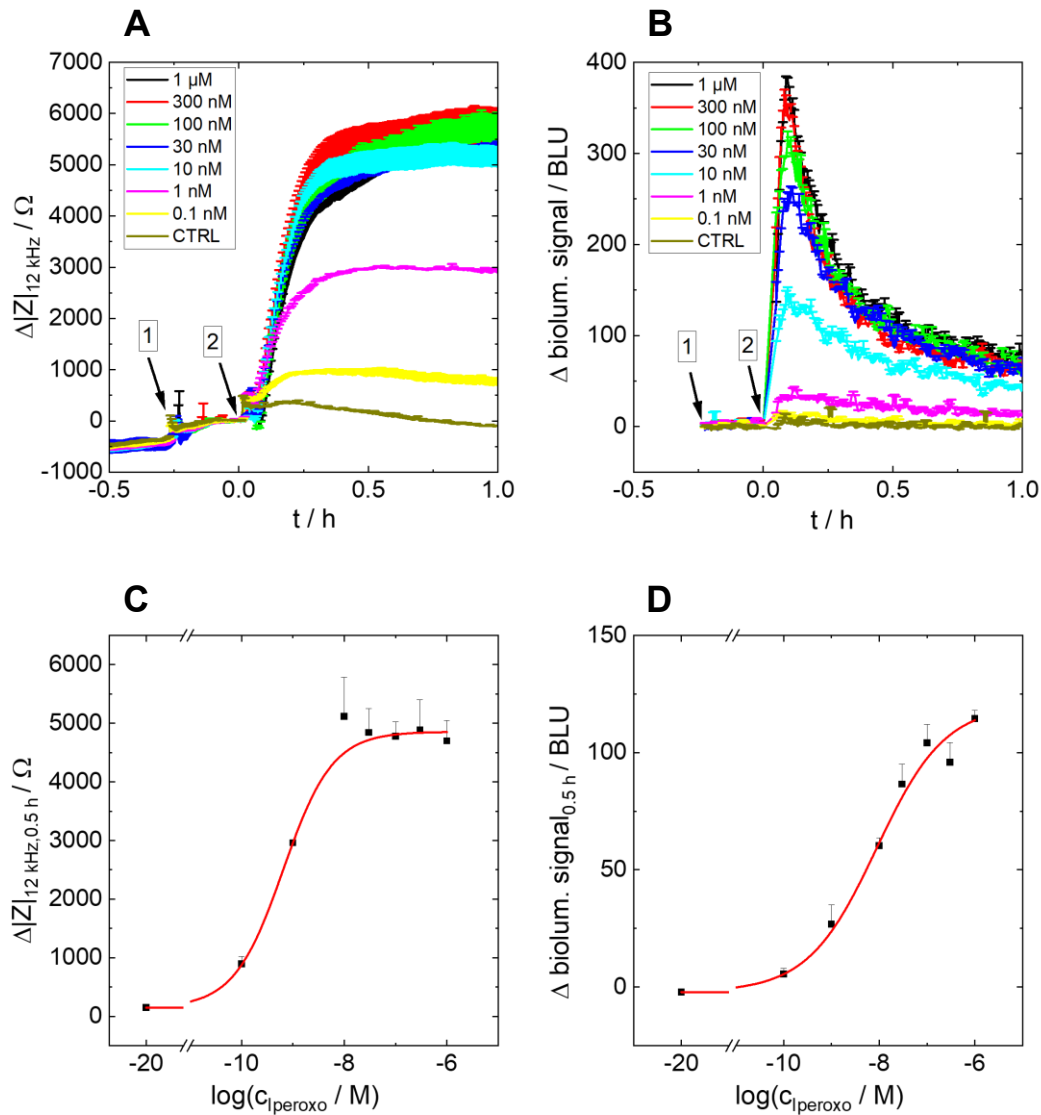 A
Δ|Z|12 kHz / Ω
7000
6000
5000
4000
3000
2000
1000
0
-1000
1 µM
300 nM
100 nM
30 nM
10 nM
1 nM
0.1 nM
CTRL
1
2
-0.5
0.0
0.5
1.0
t / h
B
Δ biolum. signal / BLU
400
300
200
100
0
1 µM
300 nM
100 nM
30 nM
10 nM
1 nM
0.1 nM
CTRL
1
2
-0.5
0.0
0.5
1.0
t / h
C
Δ|Z|12 kHz,0.5 h / Ω
6000
5000
4000
3000
2000
1000
0
-20
-10
-8
-6
log(cIperoxo / M)
D
Δ biolum. signal0.5 h / BLU
150
100
50
0
-20
-10
-8
-6
log(cIperoxo / M)